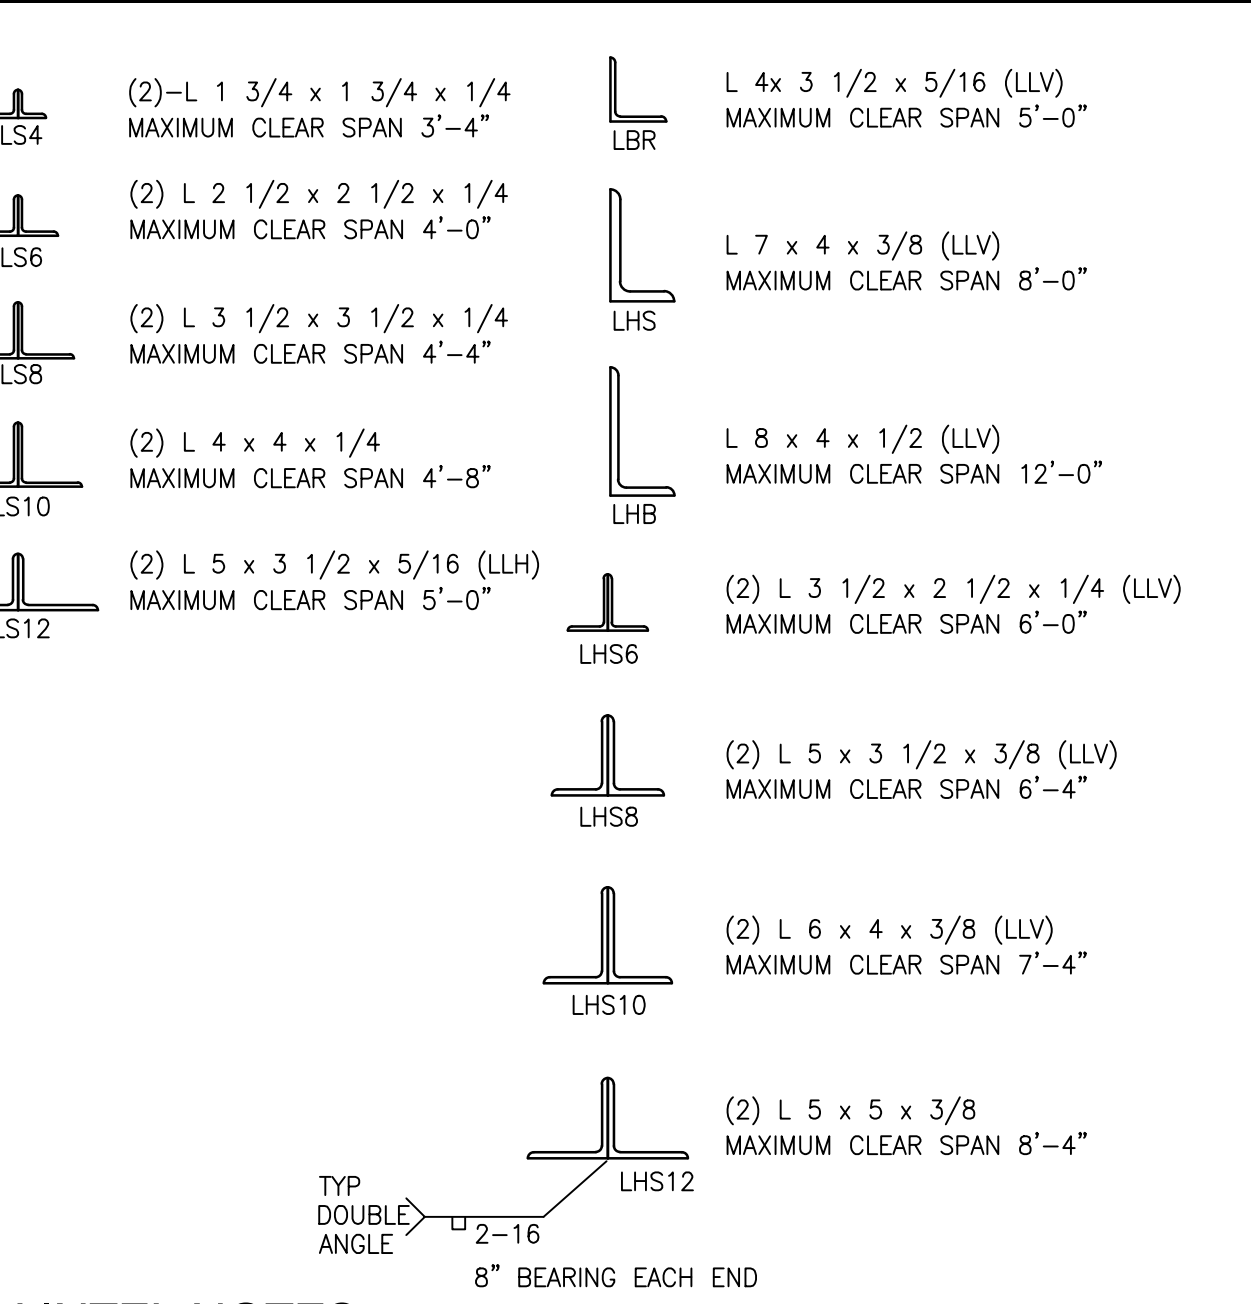 (2)-L 1 3/4 x 1 3/4 x 1/4
MAXIMUM CLEAR SPAN 3'-4"
LS4
(2) L 2 1/2 x 2 1/2 x 1/4
MAXIMUM CLEAR SPAN 4'-0"
LS6
(2) L 3 1/2 x 3 1/2 x 1/4
MAXIMUM CLEAR SPAN 4'-4"
LS8
(2) L 4 x 4 x 1/4
MAXIMUM CLEAR SPAN 4'-8"
LS10
(2) L 5 x 3 1/2 x 5/16 (LLH)
MAXIMUM CLEAR SPAN 5'-0"
LS12
L 4x 3 1/2 x 5/16 (LLV)
MAXIMUM CLEAR SPAN 5'-0"
LBR
L 7 x 4 x 3/8 (LLV)
MAXIMUM CLEAR SPAN 8'-0"
LHS
L 8 x 4 x 1/2 (LLV)
MAXIMUM CLEAR SPAN 12'-0"
LHB
(2) L 3 1/2 x 2 1/2 x 1/4 (LLV)
MAXIMUM CLEAR SPAN 6'-0"
LHS6
(2) L 5 x 3 1/2 x 3/8 (LLV)
MAXIMUM CLEAR SPAN 6'-4"
LHS8
(2) L 6 x 4 x 3/8 (LLV)
MAXIMUM CLEAR SPAN 7'-4"
LHS10
(2) L 5 x 5 x 3/8
MAXIMUM CLEAR SPAN 8'-4"
LHS12
TYP
DOUBLE
ANGLE
2-16
8" BEARING EACH END